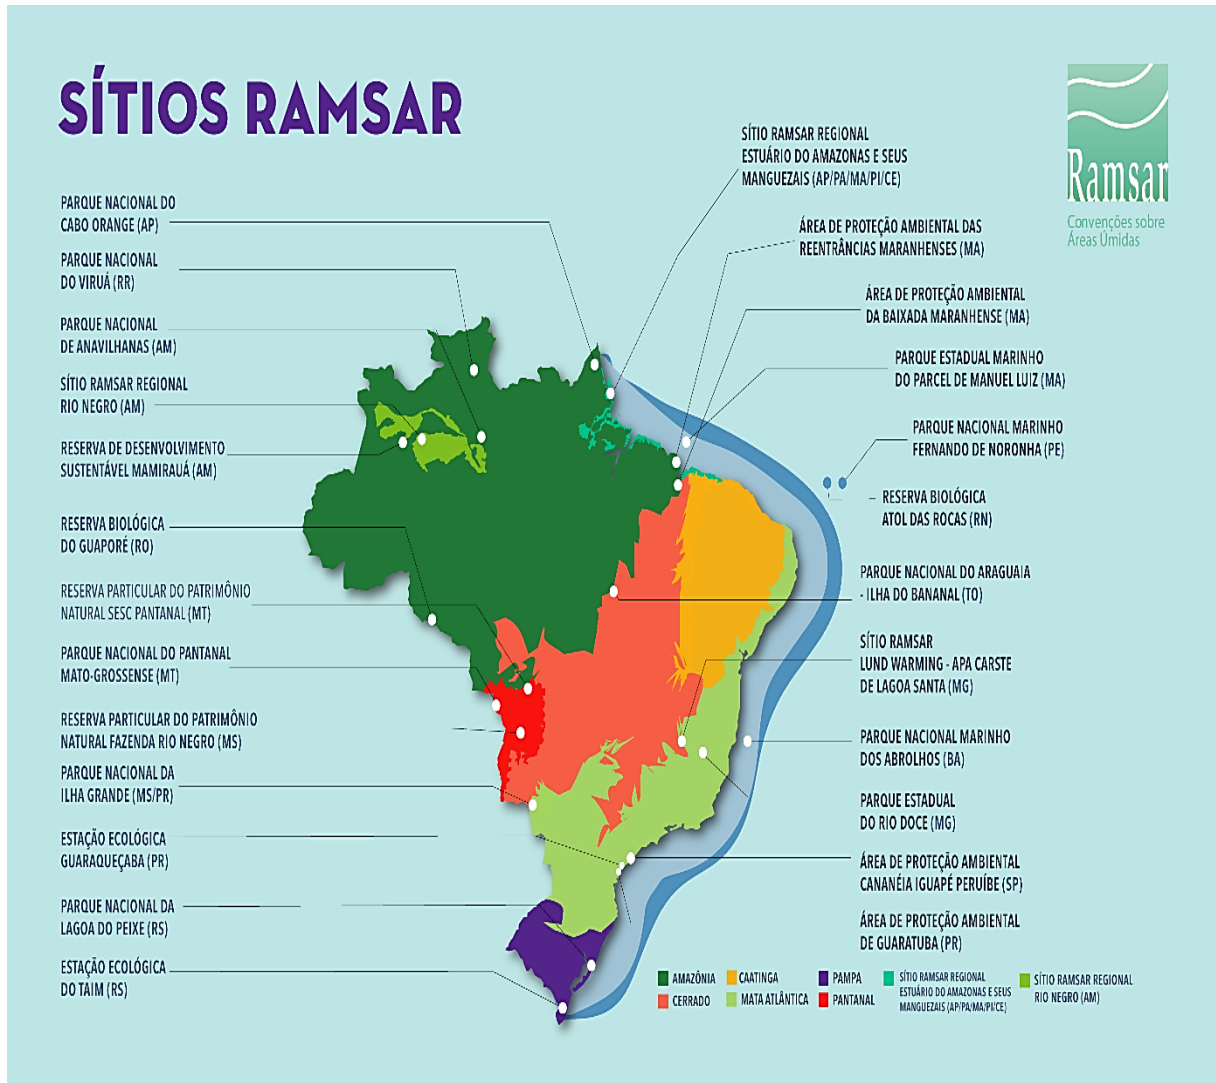 SÍTIOS RAMSAR
Ramsar
Convenções sobre
Áreas Úmidas
PARQUE NACIONAL DO
CABO ORANGE (AP)
PARQUE NACIONAL
DO VIRUÁ (RR)
PARQUE NACIONAL
DE ANAVILHANAS (AM)
SÍTIO RAMSAR REGIONAL
RIO NEGRO (AM)
RESERVA DE DESENVOLVIMENTO
SUSTENTÁVEL MAMIRAUÁ (AM)
RESERVA BIOLÓGICA
DO GUAPORÉ (RO)
RESERVA PARTICULAR DO PATRIMÔNIO
NATURAL SESC PANTANAL (MT)
PARQUE NACIONAL DO PANTANAL
MATO-GROSSENSE (MT)
RESERVA PARTICULAR DO PATRIMÔNIO
NATURAL FAZENDA RIO NEGRO (MS)
PARQUE NACIONAL DA
ILHA GRANDE (MS/PR)
ESTAÇÃO ECOLÓGICA
GUARAQUEÇABA (PR)
PARQUE NACIONAL DA
LAGOA DO PEIXE (RS)
ESTAÇÃO ECOLÓGICA
DO TAIM (RS)
SÍTIO RAMSAR REGIONAL
ESTUÁRIO DO AMAZONAS E SEUS
MANGUEZAIS (AP/PA/MA/PI/CE)
ÁREA DE PROTEÇÃO AMBIENTAL DAS
REENTRÂNCIAS MARANHENSES (MA)
ÁREA DE PROTEÇÃO AMBIENTAL
DA BAIXADA MARANHENSE (MA)
PARQUE ESTADUAL MARINHO
DO PARCEL DE MANUEL LUIZ (MA)
PARQUE NACIONAL MARINHO
FERNANDO DE NORONHA (PE)
RESERVA BIOLÓGICA
ATOL DAS ROCAS (RN)
PARQUE NACIONAL DO ARAGUAIA
- ILHA DO BANANAL (TO)
SÍTIO RAMSAR
LUND WARMING - APA CARSTE
DE LAGOA SANTA (MG)
PARQUE NACIONAL MARINHO
DOS ABROLHOS (BA)
PARQUE ESTADUAL
DO RIO DOCE (MG)
ÁREA DE PROTEÇÃO AMBIENTAL
CANANÉIA IGUAPÉ PERUÍBE (SP)
ÁREA DE PROTEÇÃO AMBIENTAL
DE GUARATUBA (PR)
AMAZÔNIA
CAATINGA
PAMPA
SÍTIO RAMSAR REGIONAL
ESTUÁRIO DO AMAZONAS E SEUS
MANGUEZAIS (AP/PA/MA/PI/CE)
SÍTIO RAMSAR REGIONAL
RIO NEGRO (AM)
CERRADO
MATA ATLÂNTICA
PANTANAL